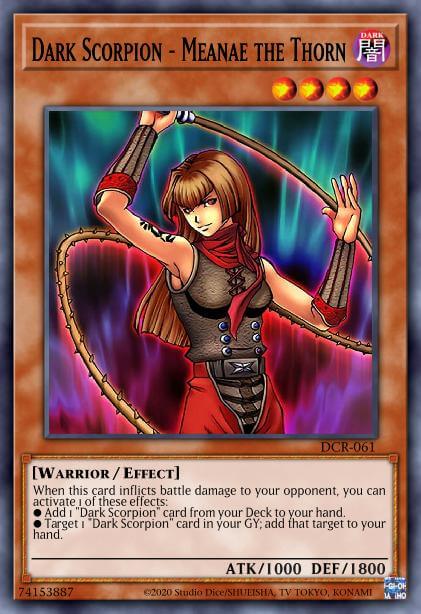 Dark Scorpion - Meanae the Thorn
DARK
闇
DCR-061
[Warrior / Effect]
When this card inflicts battle damage to your opponent, you can
activate 1 of these effects:
● Add 1 "Dark Scorpion" card from your Deck to your hand.
● Target 1 "Dark Scorpion" card in your GY; add that target to your
hand.
ATK/1000 DEF/1800
74153887
©2020 Studio Dice/SHUEISHA, TV TOKYO, KONAMI